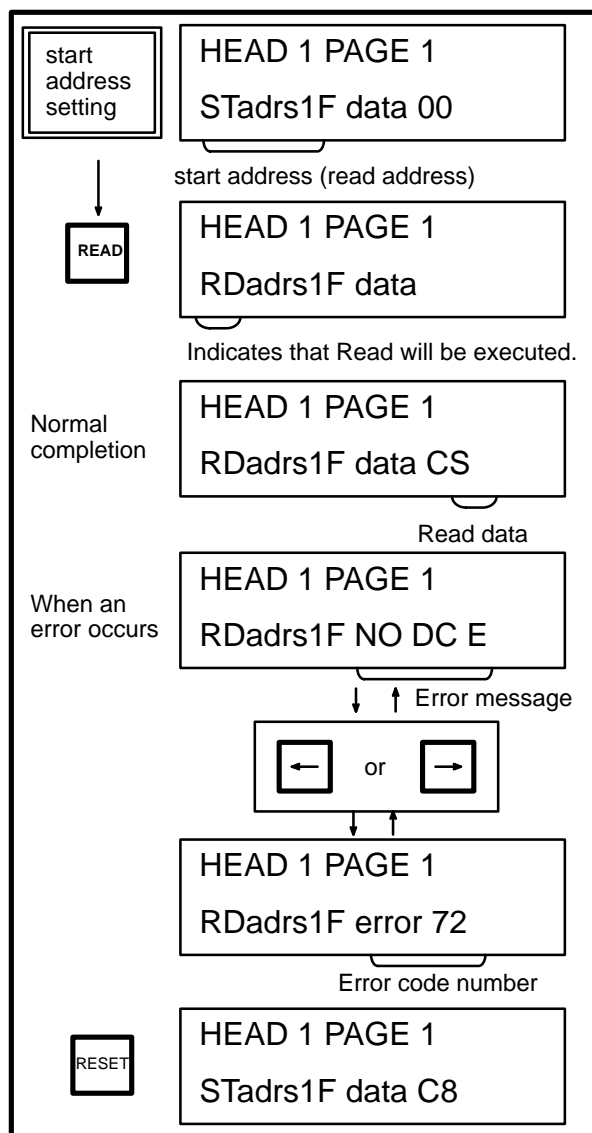 start
address
setting
HEAD 1 PAGE 1
STadrs1F data 00
start address (read address)
READ
HEAD 1 PAGE 1
RDadrs1F data
Indicates that Read will be executed.
Normal
completion
HEAD 1 PAGE 1
RDadrs1F data CS
Read data
When an
error occurs
HEAD 1 PAGE 1
RDadrs1F NO DC E
Error message
or
HEAD 1 PAGE 1
RDadrs1F error 72
Error code number
RESET
HEAD 1 PAGE 1
STadrs1F data C8